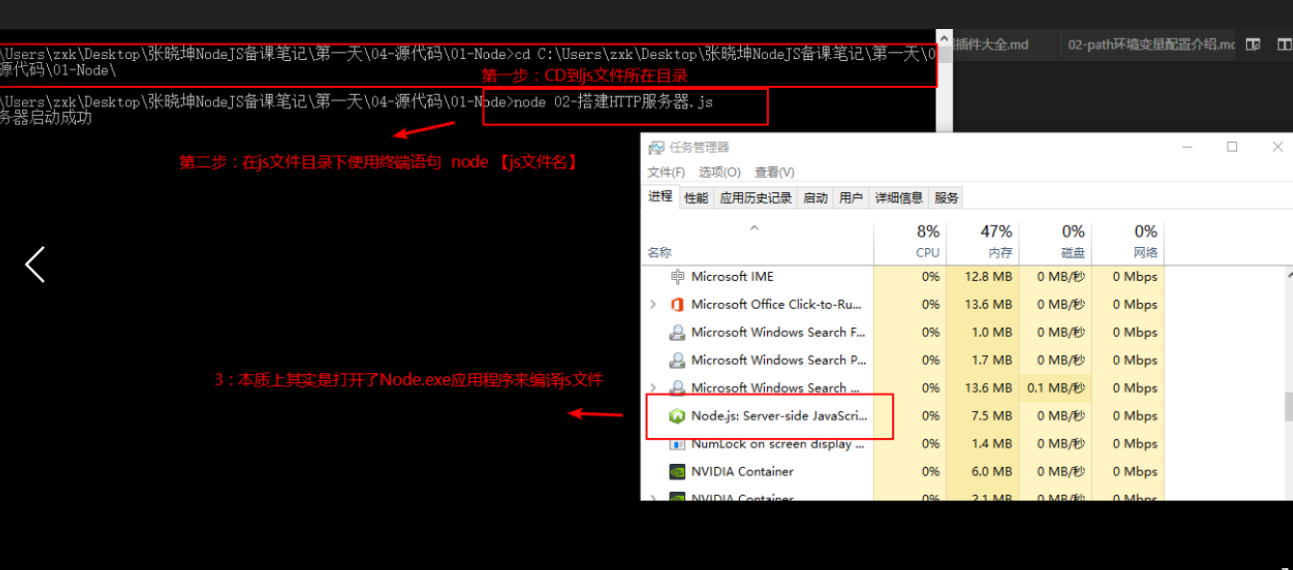 \Users\zxk\Desktop\张晓坤NodeJS备课笔记\第一天\04-源代码\01-Node>cd C:\Users\zxk\Desktop\张晓坤NodeJS备课笔记\第一天\0
源代码\01-Node\
第一步：CD到js文件所在目录
\Users\zxk\Desktop\张晓坤NodeJS备课笔记\第一天\04-源代码\01-Node>node 02-搭建HTTP服务器.js
务器启动成功
第二步：在js文件目录下使用终端语句 node 【js文件名】
3：本质上其实是打开了Node.exe应用程序来编译js文件
插件大全.md
02-path环境变量配置介绍.mc
任务管理器
文件(F) 选项(O) 查看(V)
进程 性能 应用历史记录 启动 用户 详细信息 服务
8% 47% 0% 0%
名称 CPU 内存 磁盘 网络
Microsoft IME 0% 12.8 MB 0 MB/秒 0 Mbps
Microsoft Office Click-to-Ru... 0% 13.6 MB 0 MB/秒 0 Mbps
Microsoft Windows Search F... 0% 1.0 MB 0 MB/秒 0 Mbps
Microsoft Windows Search P... 0% 1.7 MB 0 MB/秒 0 Mbps
Microsoft Windows Search ... 0% 13.6 MB 0.1 MB/秒 0 Mbps
Node.js: Server-side JavaScri... 0% 7.5 MB 0 MB/秒 0 Mbps
NumLock on screen display ... 0% 1.4 MB 0 MB/秒 0 Mbps
NVIDIA Container 0% 6.0 MB 0 MB/秒 0 Mbps
NVIDIA Container 0% 2.1 MB 0 MB/秒 0 Mbps